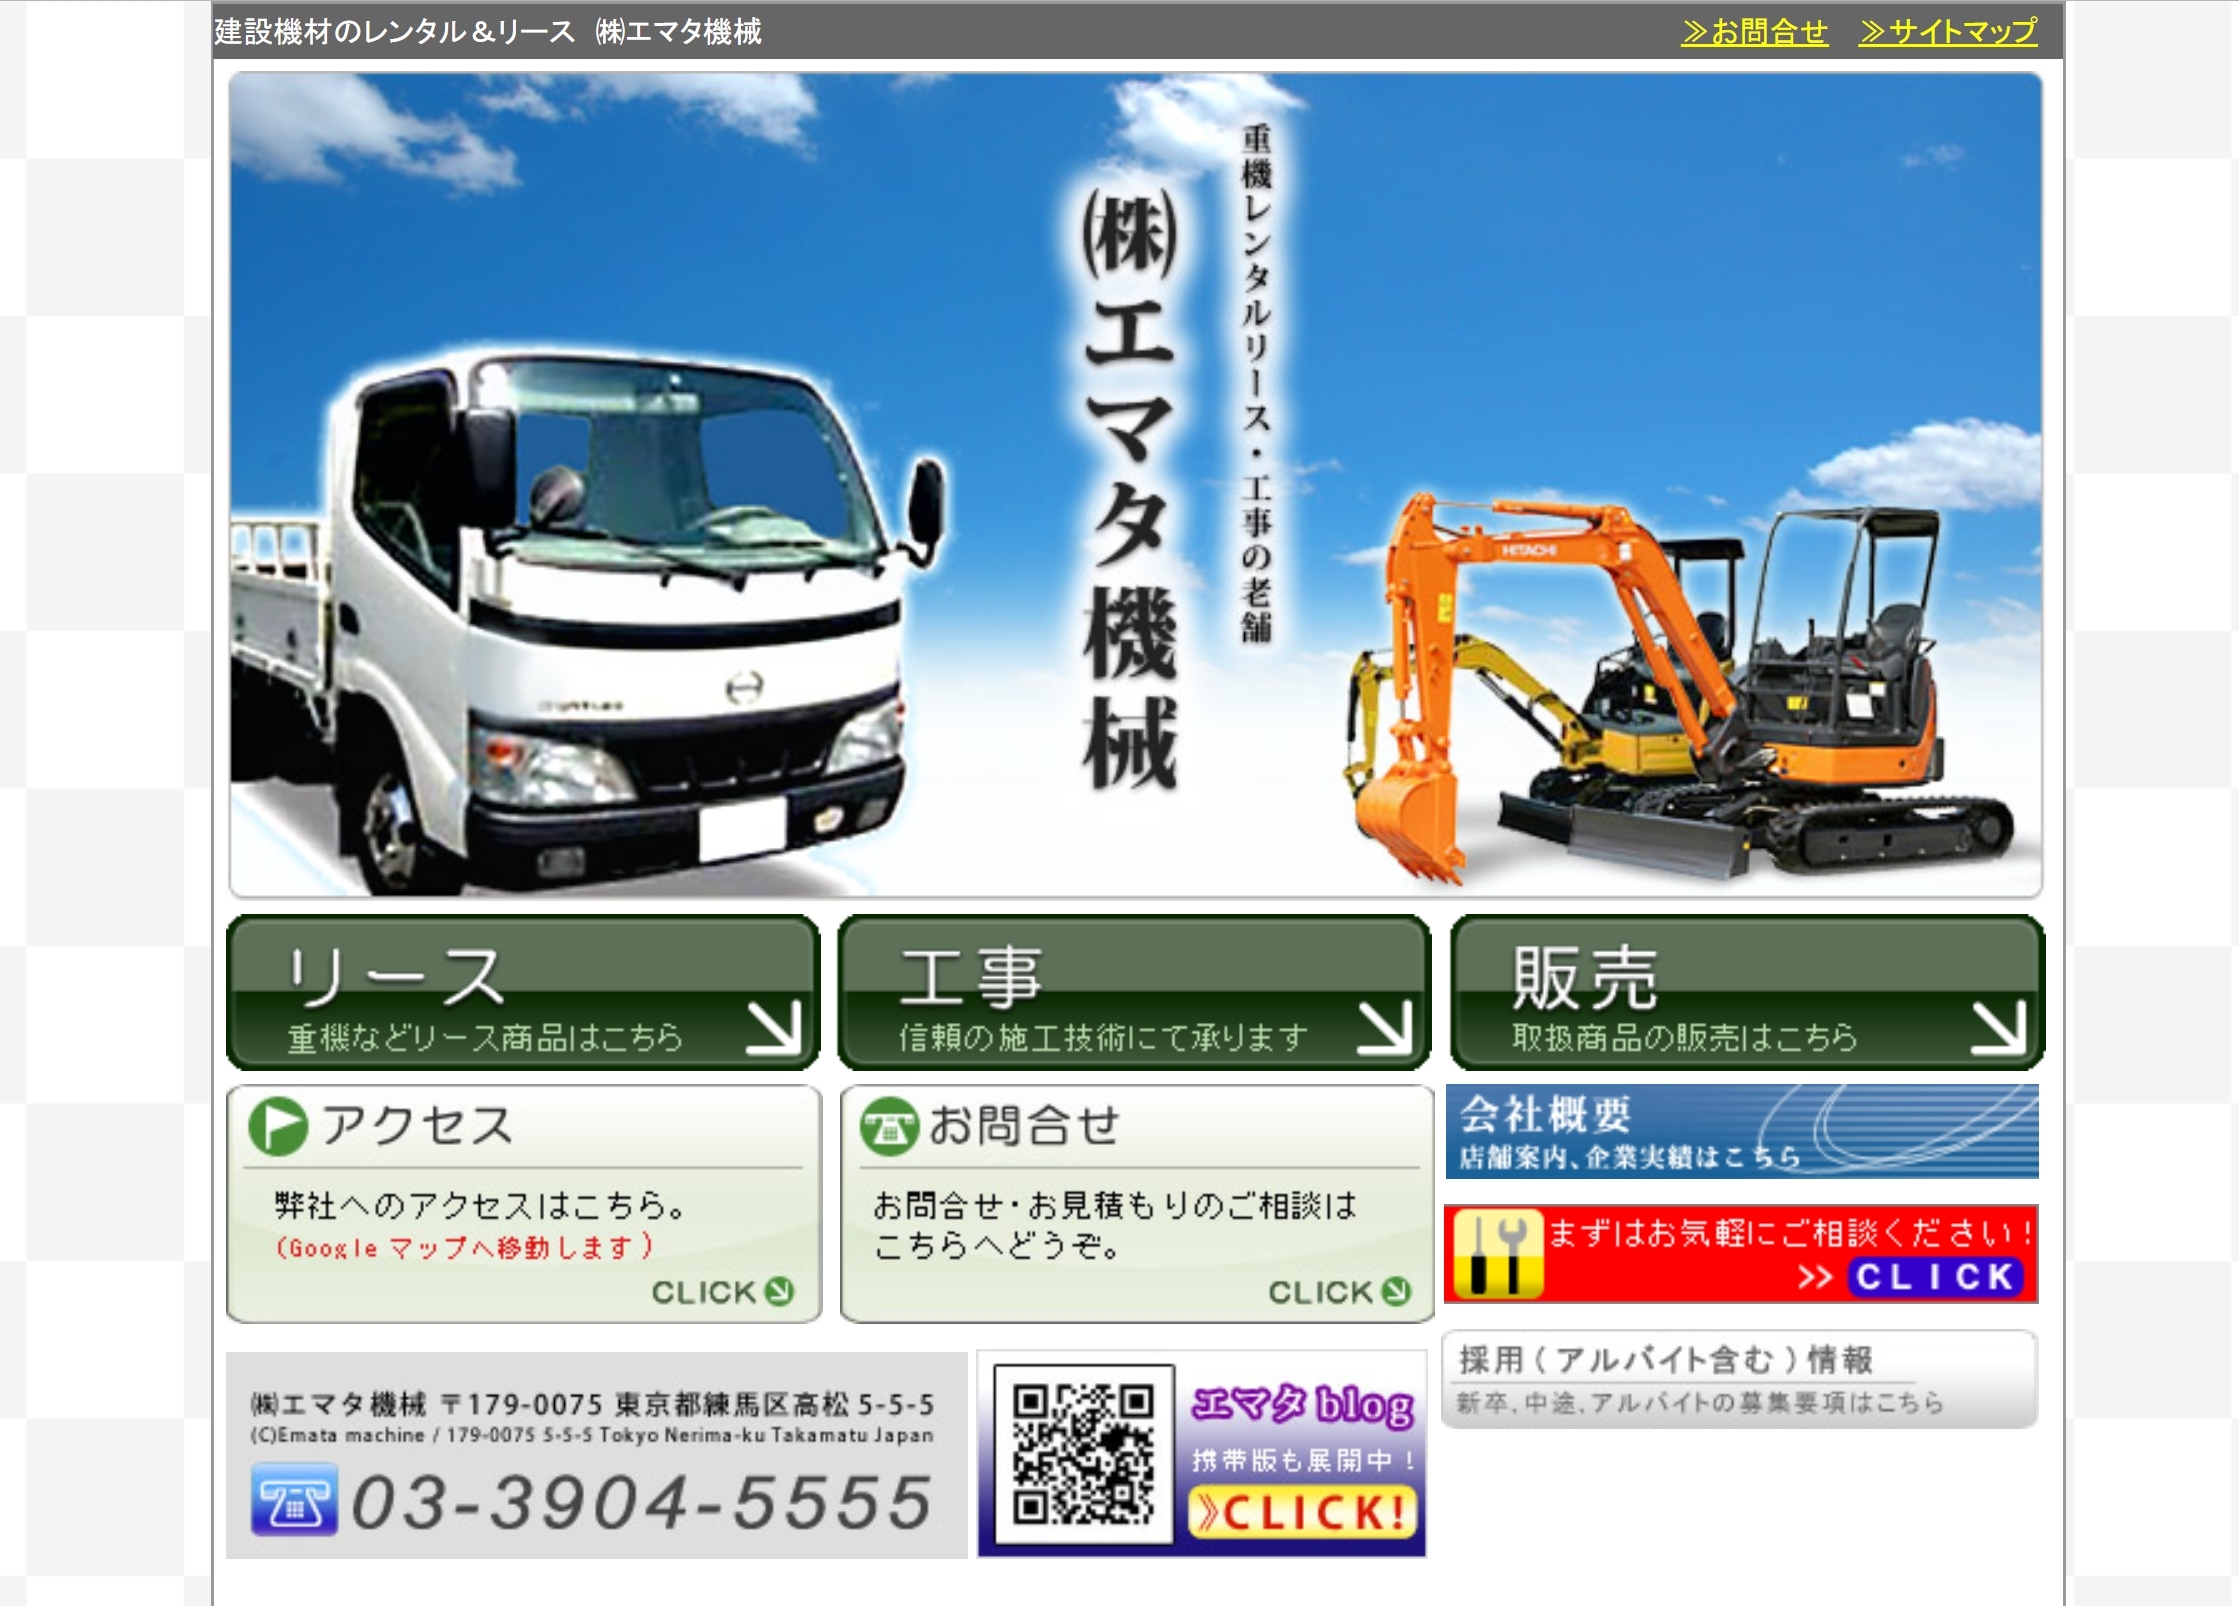 建設機材のレンタル＆リース ㈱エマタ機械
≫お問合せ ≫サイトマップ
重機レンタルリース・工事の老舗
㈱エマタ機械
HITACHI
リース
重機などリース商品はこちら
工事
信頼の施工技術にて承ります
販売
取扱商品の販売はこちら
アクセス
弊社へのアクセスはこちら。
(Google マップへ移動します)
CLICK
お問合せ
お問合せ・お見積もりのご相談は
こちらへどうぞ。
CLICK
会社概要
店舗案内、企業実績はこちら
まずはお気軽にご相談ください!
>> CLICK
採用(アルバイト含む)情報
新卒、中途、アルバイトの募集要項はこちら
㈱エマタ機械 〒179-0075 東京都練馬区高松 5-5-5
(C)Emata machine / 179-0075 5-5-5 Tokyo Nerima-ku Takamatu Japan
03-3904-5555
エマタ blog
携帯版も展開中!
》CLICK!